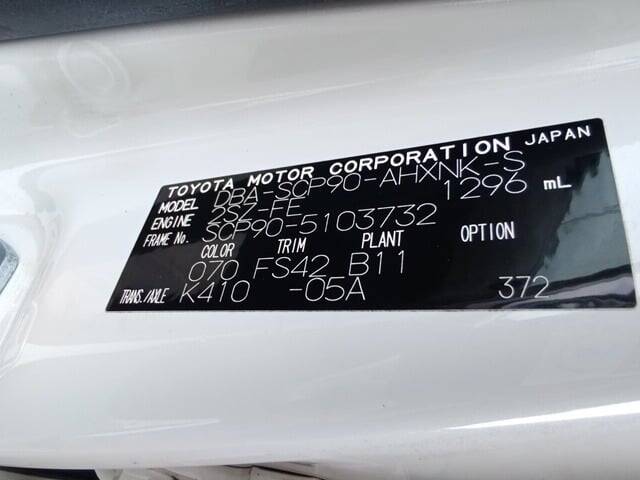 TOYOTA MOTOR CORPORATION JAPAN
MODEL DBA-SCP90-AHXNK-S
ENGINE 2SZ-FE 1296 mL
FRAME No. SCP90-5103732
COLOR TRIM PLANT OPTION
070 FS42 B11
TRANS./AXLE K410 -05A 372